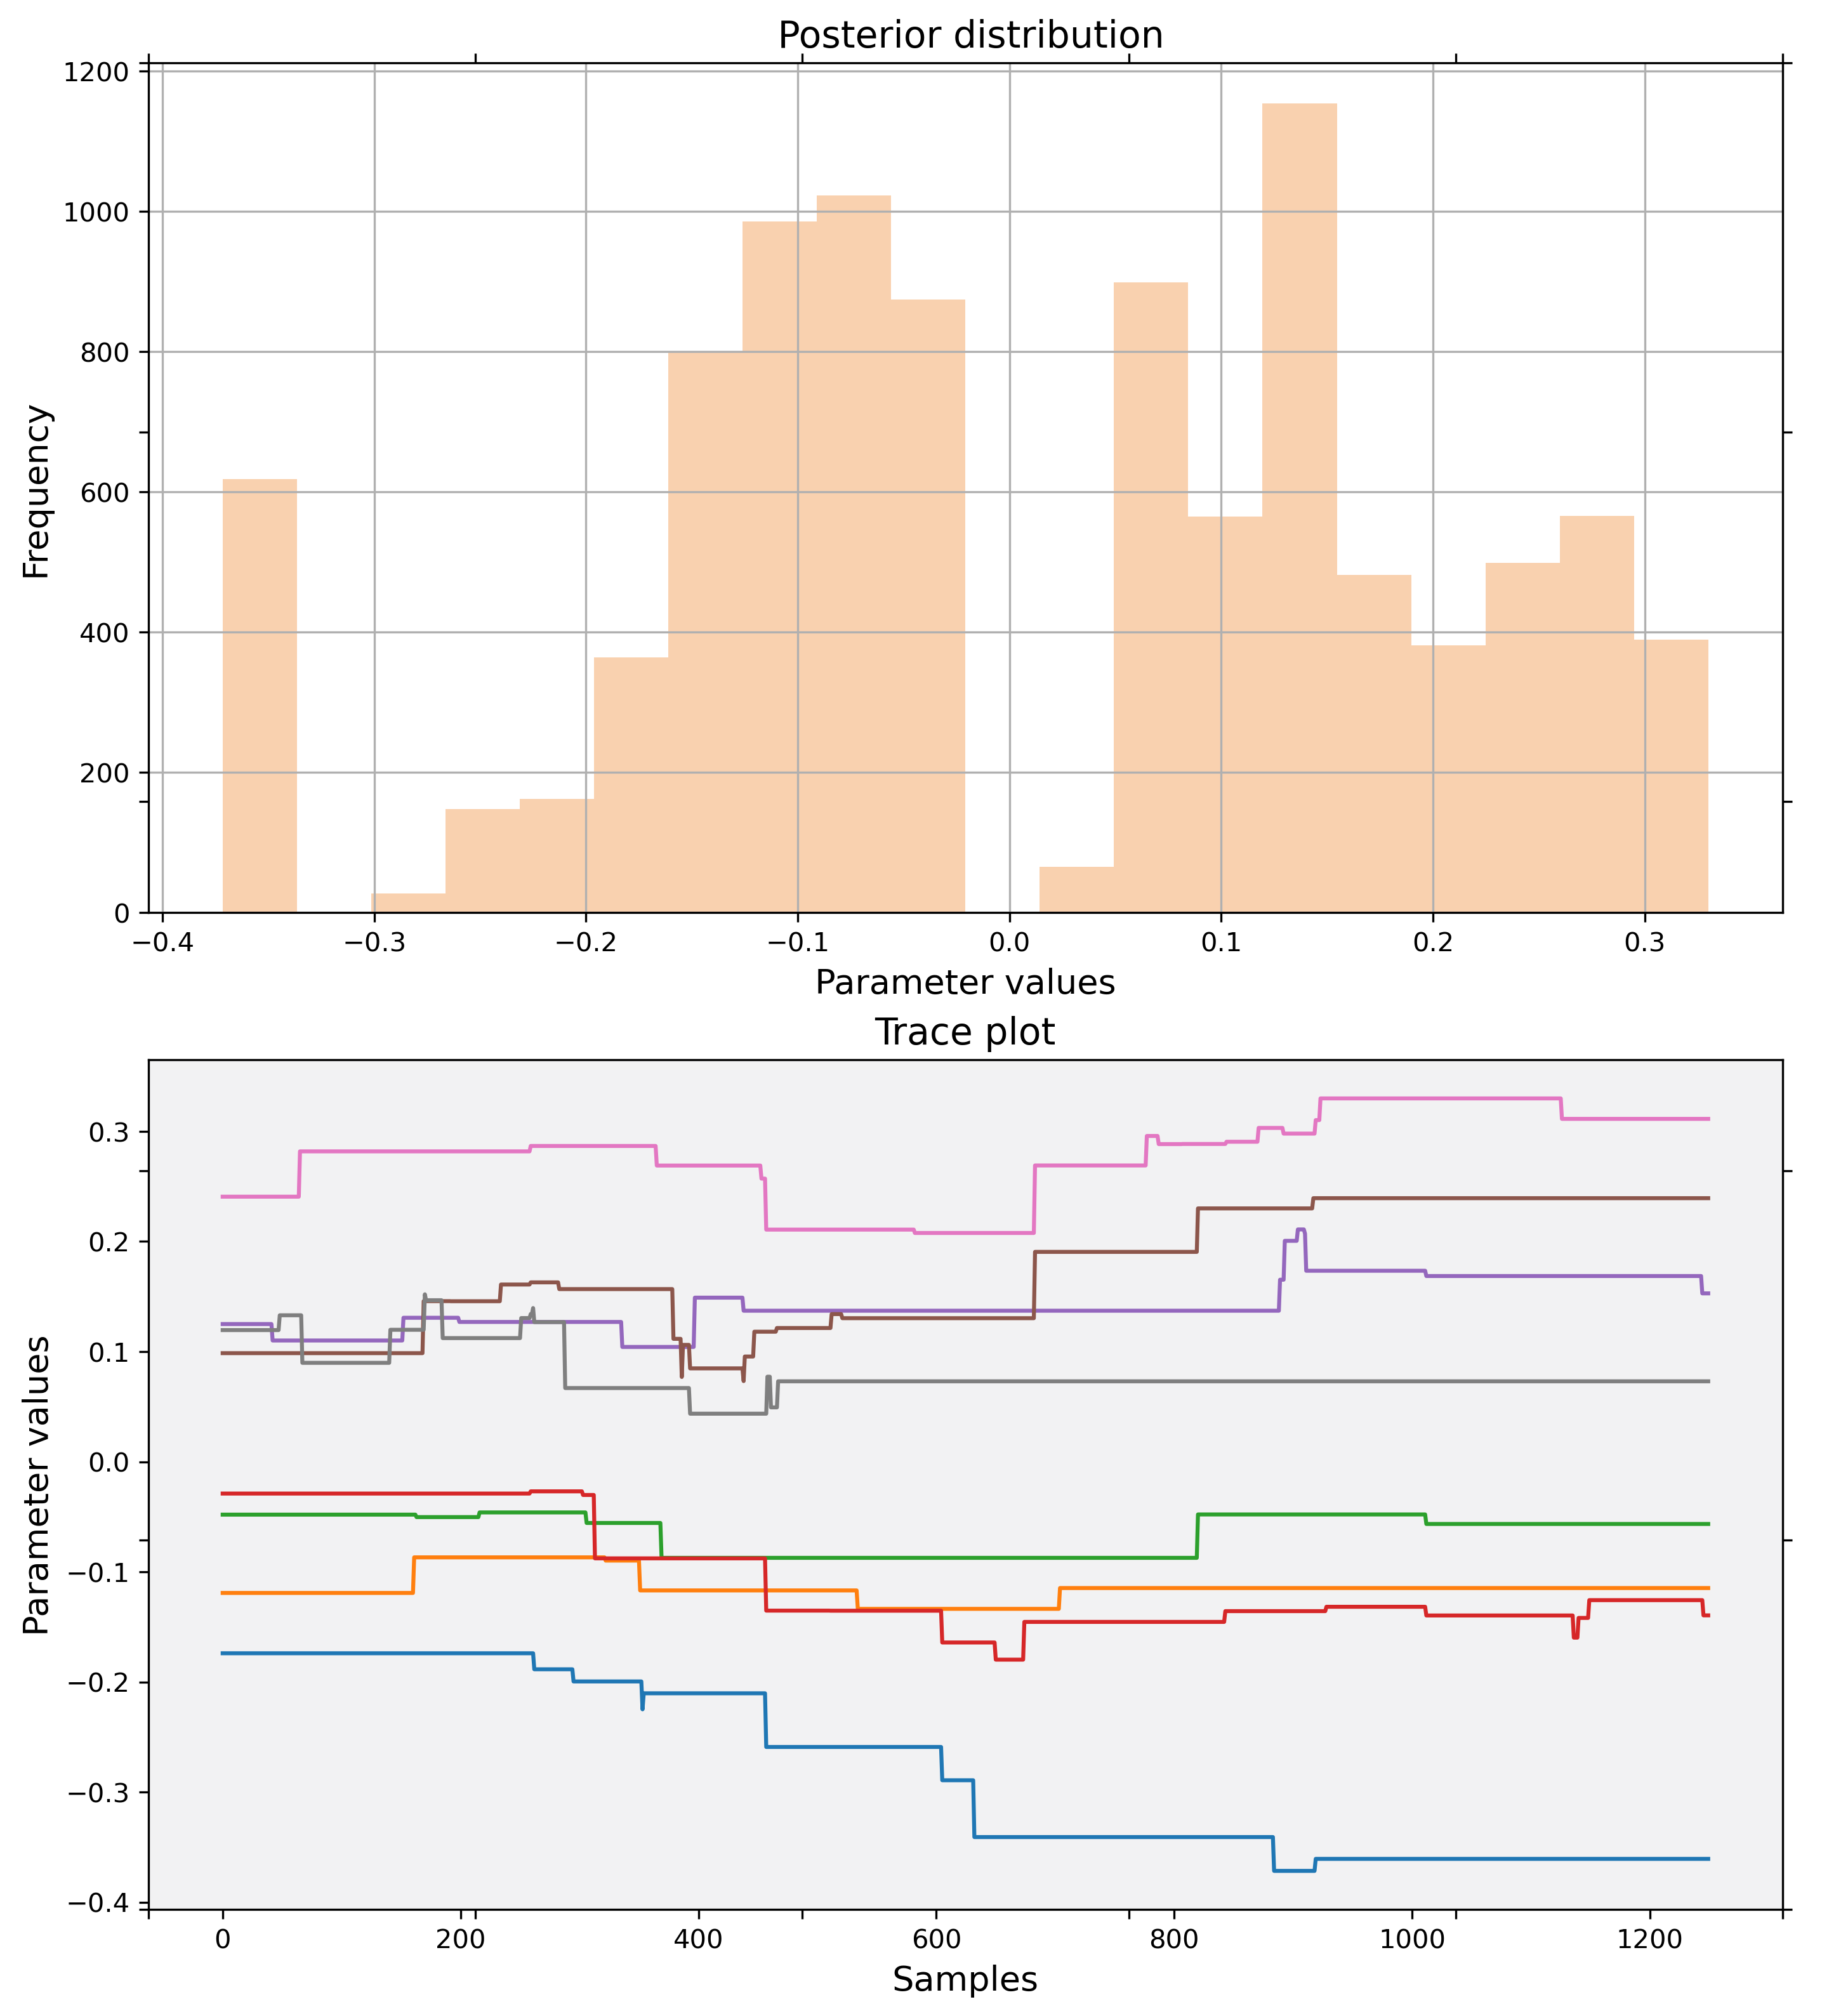 Posterior distribution
1200
1000
800
600
400
200
0
Frequency
−0.4 −0.3 −0.2 −0.1 0.0 0.1 0.2 0.3
Parameter values
Trace plot
0.3
0.2
0.1
0.0
−0.1
−0.2
−0.3
−0.4
Parameter values
0 200 400 600 800 1000 1200
Samples